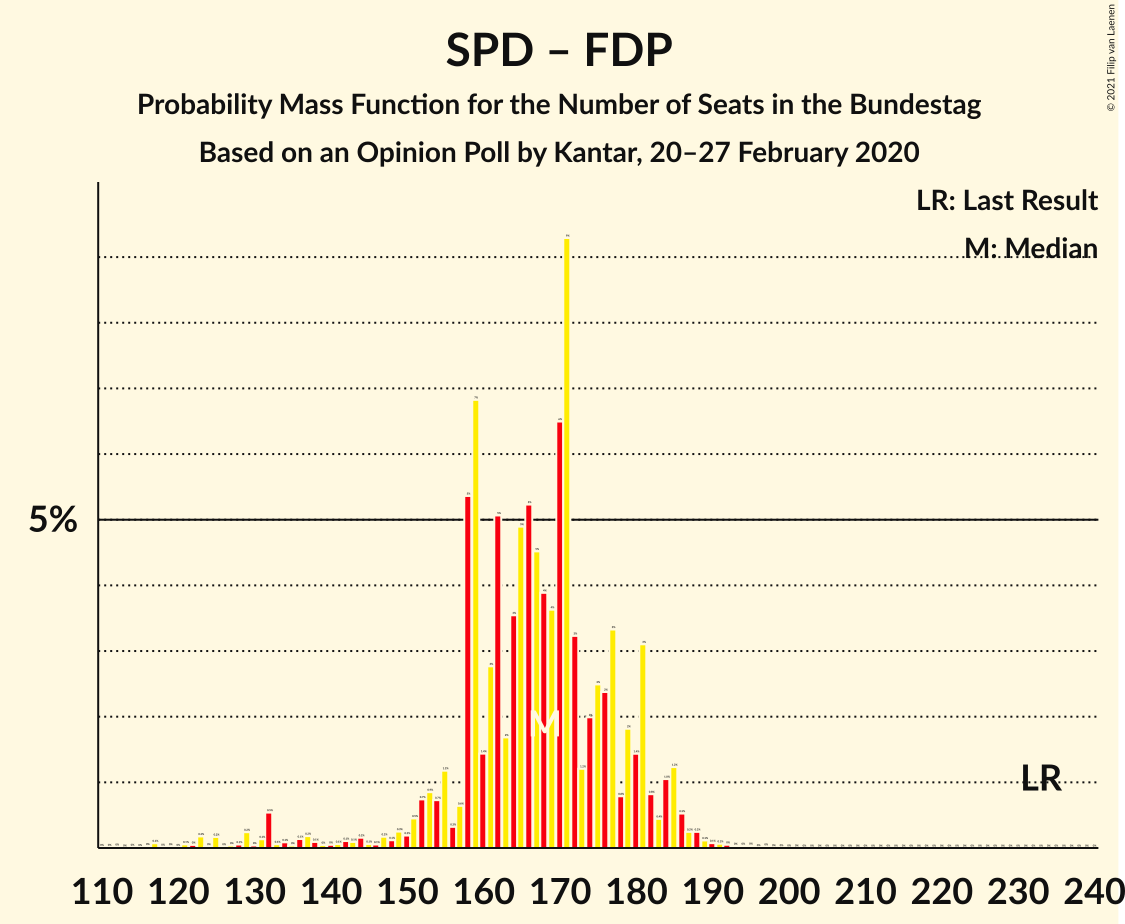 SPD – FDP
Probability Mass Function for the Number of Seats in the Bundestag
Based on an Opinion Poll by Kantar, 20–27 February 2020
© 2021 Filip van Laenen
LR: Last Result
M: Median
5%
M
LR
110 120 130 140 150 160 170 180 190 200 210 220 230 240